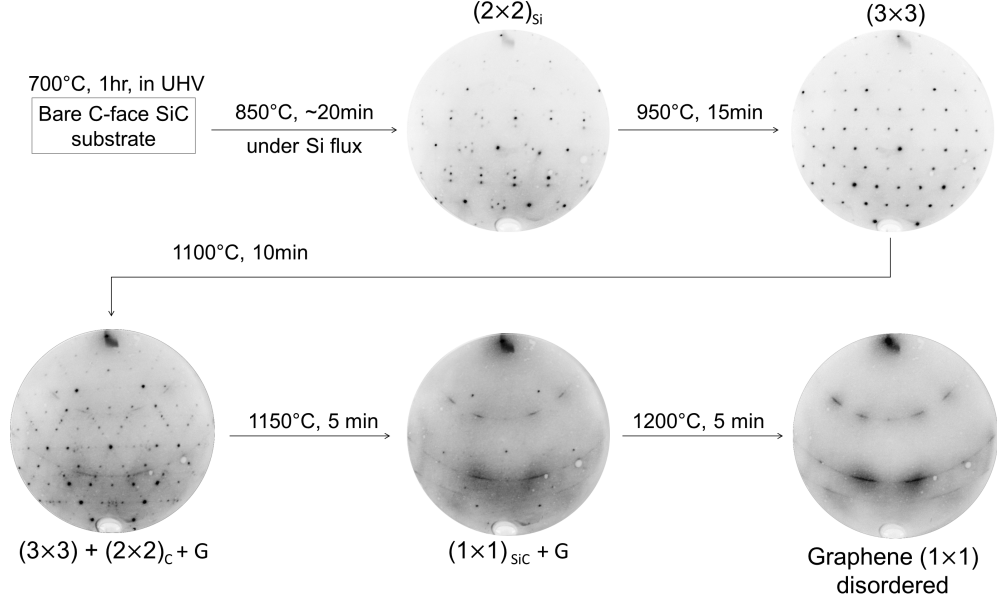 (2×2)Si
(3×3)
700°C, 1hr, in UHV
Bare C-face SiC
substrate
850°C, ~20min
under Si flux
950°C, 15min
1100°C, 10min
1150°C, 5 min
1200°C, 5 min
(3×3) + (2×2)C + G
(1×1) SiC + G
Graphene (1×1)
disordered